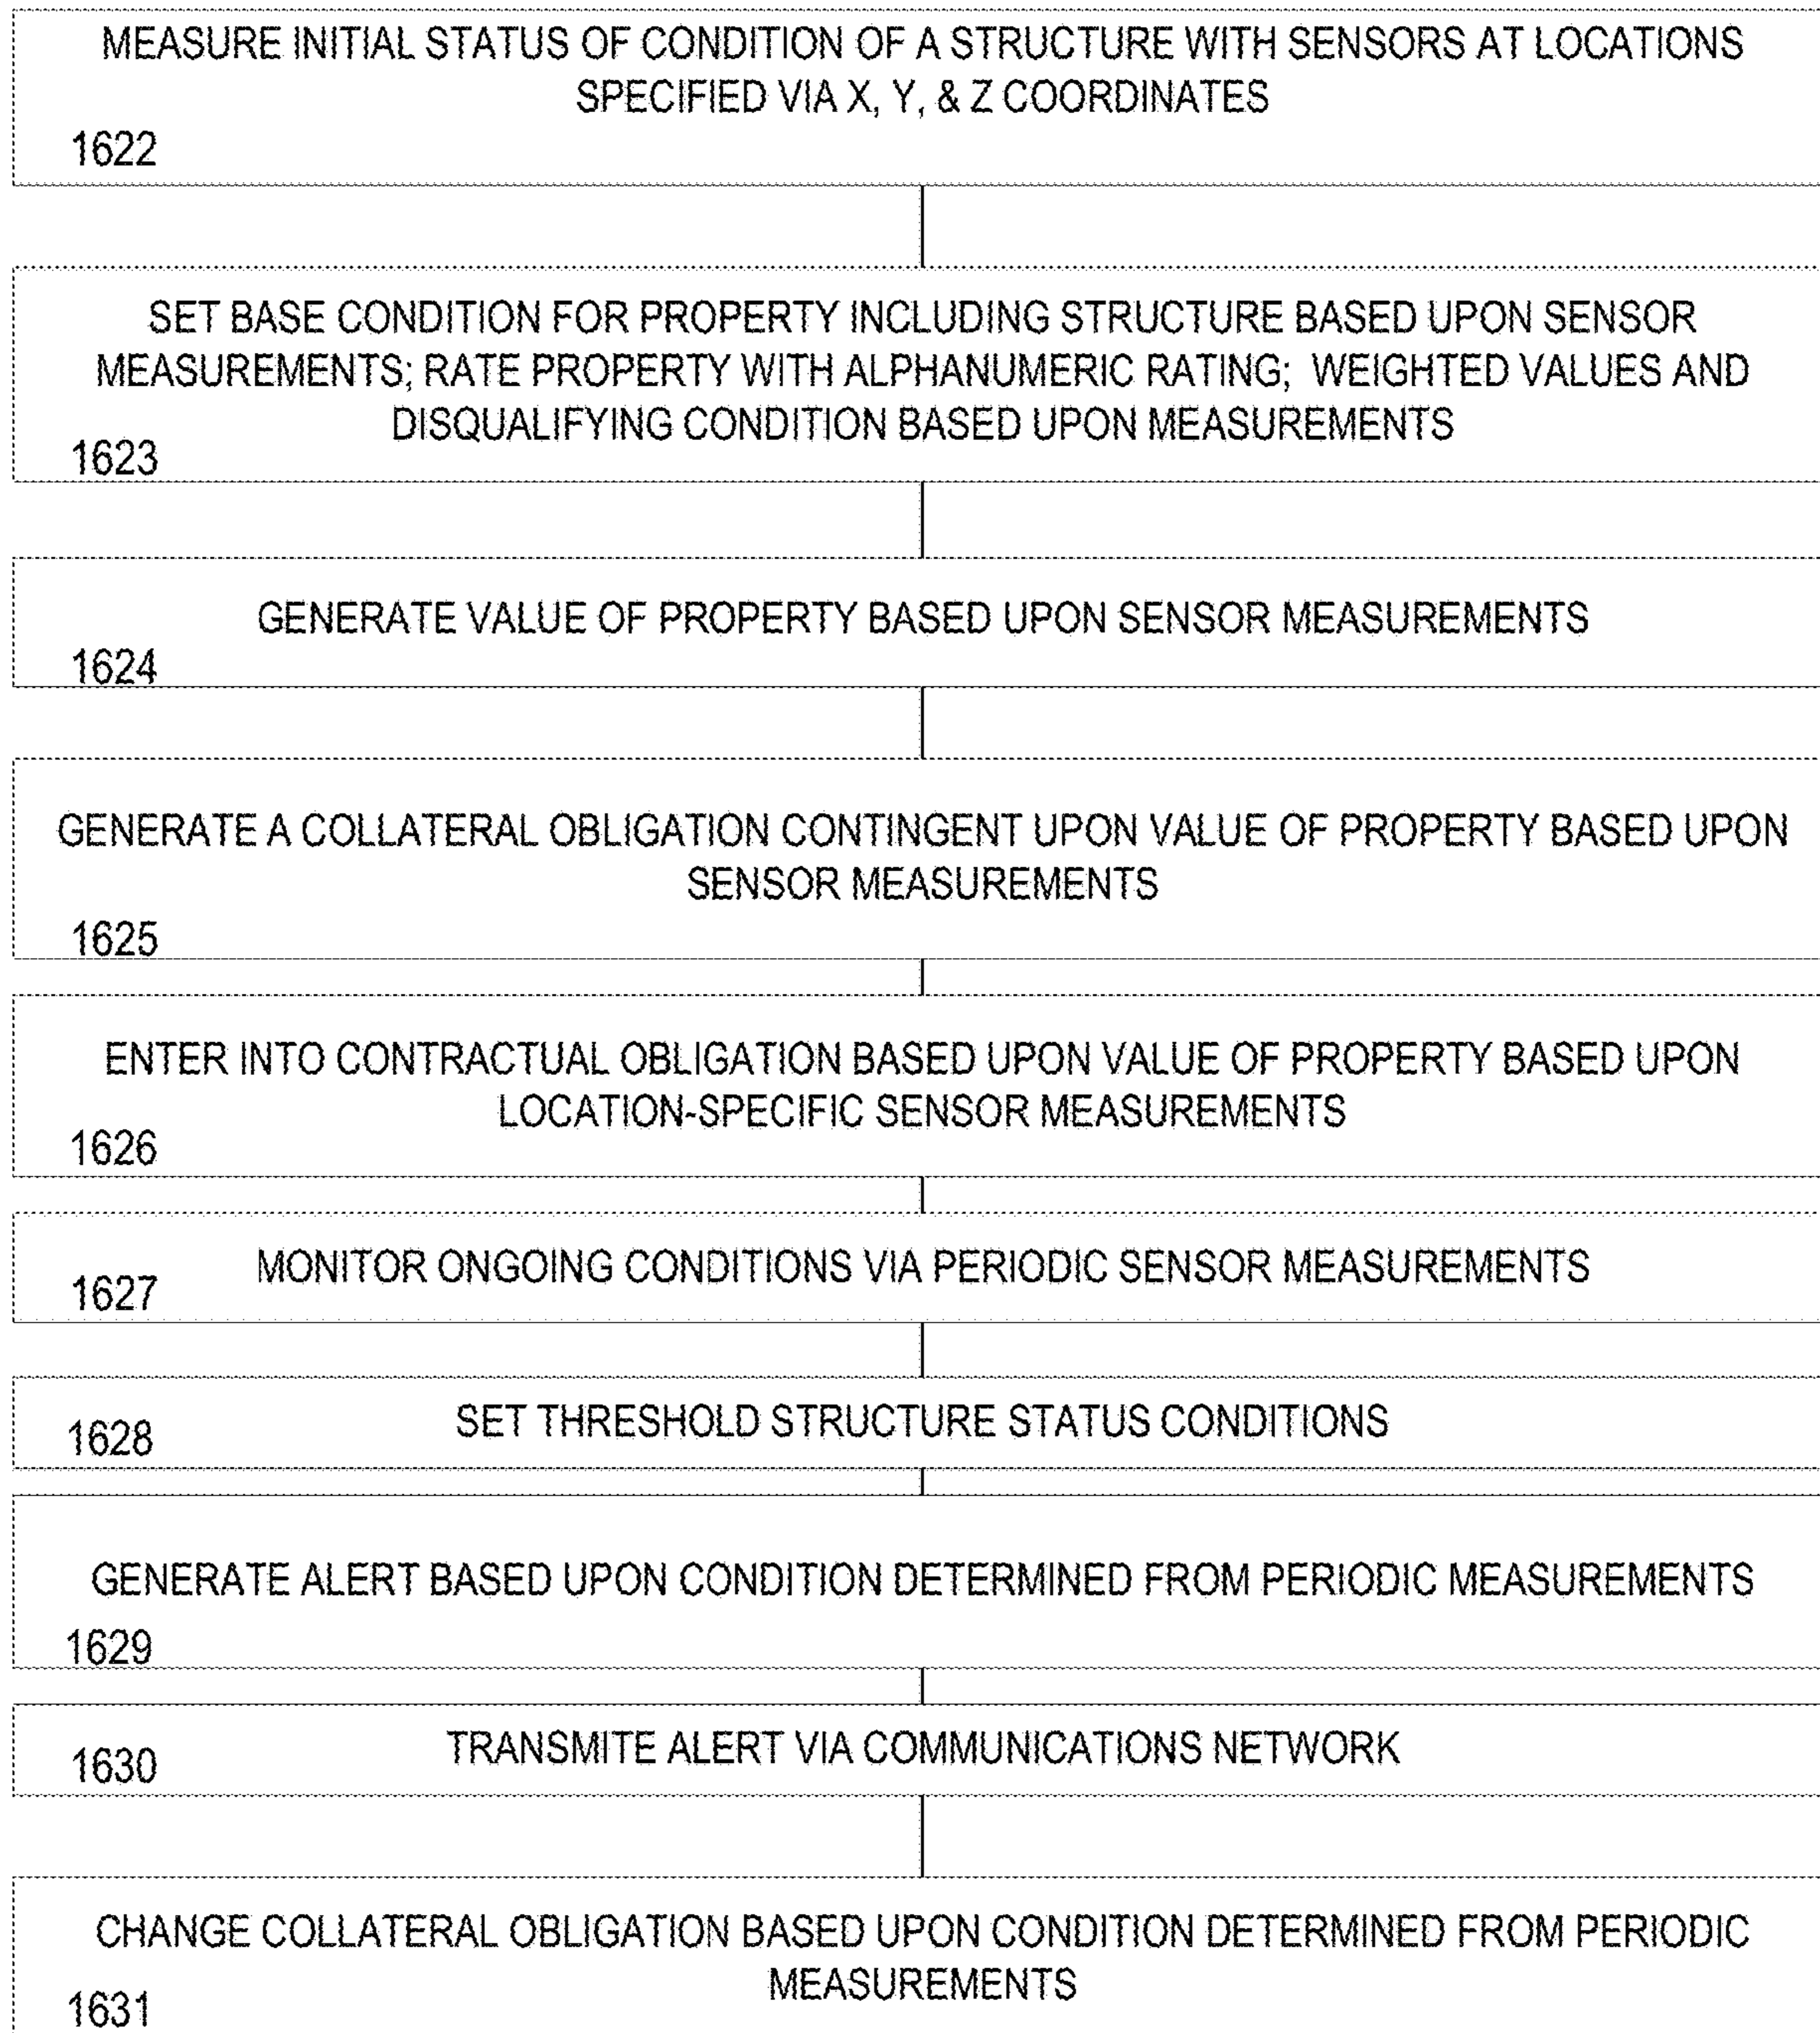 MEASURE INITIAL STATUS OF CONDITION OF A STRUCTURE WITH SENSORS AT LOCATIONS
SPECIFIED VIA X, Y, & Z COORDINATES
1622
SET BASE CONDITION FOR PROPERTY INCLUDING STRUCTURE BASED UPON SENSOR
MEASUREMENTS; RATE PROPERTY WITH ALPHANUMERIC RATING; WEIGHTED VALUES AND
DISQUALIFYING CONDITION BASED UPON MEASUREMENTS
1623
GENERATE VALUE OF PROPERTY BASED UPON SENSOR MEASUREMENTS
1624
GENERATE A COLLATERAL OBLIGATION CONTINGENT UPON VALUE OF PROPERTY BASED UPON
SENSOR MEASUREMENTS
1625
ENTER INTO CONTRACTUAL OBLIGATION BASED UPON VALUE OF PROPERTY BASED UPON
LOCATION-SPECIFIC SENSOR MEASUREMENTS
1626
MONITOR ONGOING CONDITIONS VIA PERIODIC SENSOR MEASUREMENTS
1627
SET THRESHOLD STRUCTURE STATUS CONDITIONS
1628
GENERATE ALERT BASED UPON CONDITION DETERMINED FROM PERIODIC MEASUREMENTS
1629
TRANSMITE ALERT VIA COMMUNICATIONS NETWORK
1630
CHANGE COLLATERAL OBLIGATION BASED UPON CONDITION DETERMINED FROM PERIODIC
MEASUREMENTS
1631